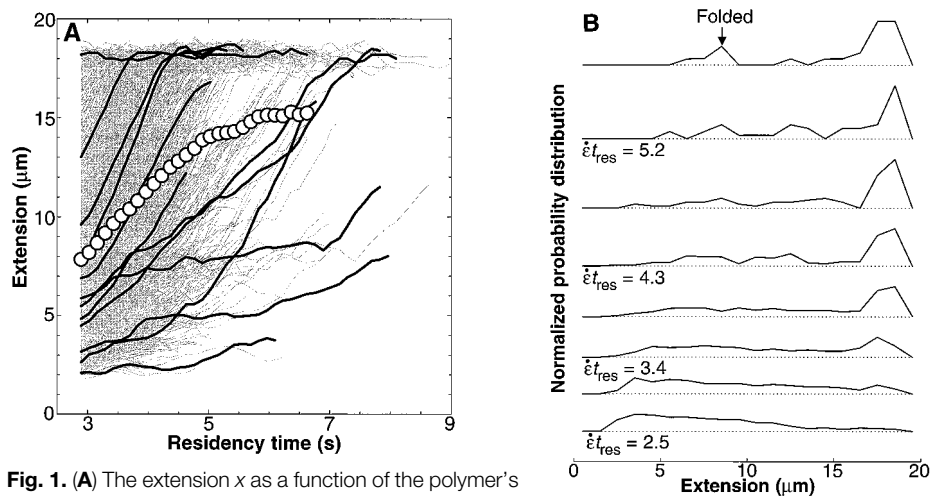 A
20
15
10
5
0
Extension (μm)
3 5 7 9
Residency time (s)
B
Folded
Normalized probability distribution
ε̇t_res = 5.2
ε̇t_res = 4.3
ε̇t_res = 3.4
ε̇t_res = 2.5
0 5 10 15 20
Extension (μm)
Fig. 1. (A) The extension x as a function of the polymer's